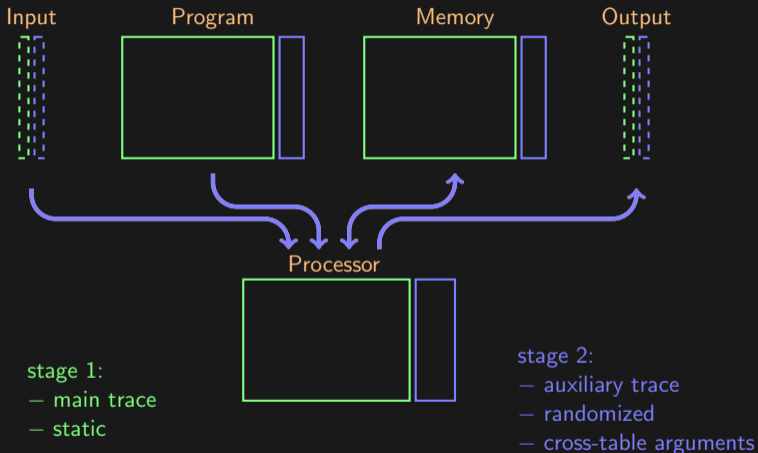 Input
Program
Memory
Output
Processor
stage 1:
– main trace
– static
stage 2:
– auxiliary trace
– randomized
– cross-table arguments